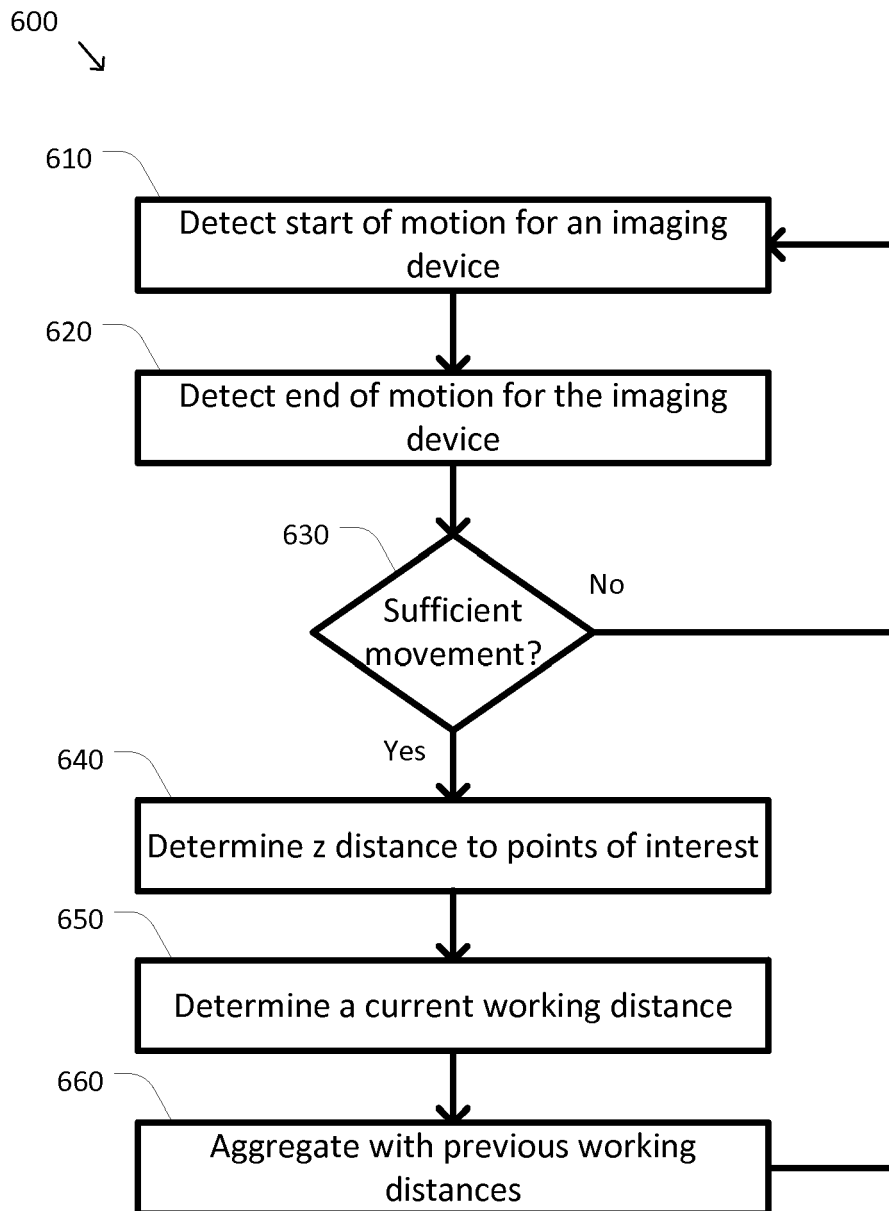 600
610
Detect start of motion for an imaging
device
620
Detect end of motion for the imaging
device
630
Sufficient
movement?
No
Yes
640
Determine z distance to points of interest
650
Determine a current working distance
660
Aggregate with previous working
distances